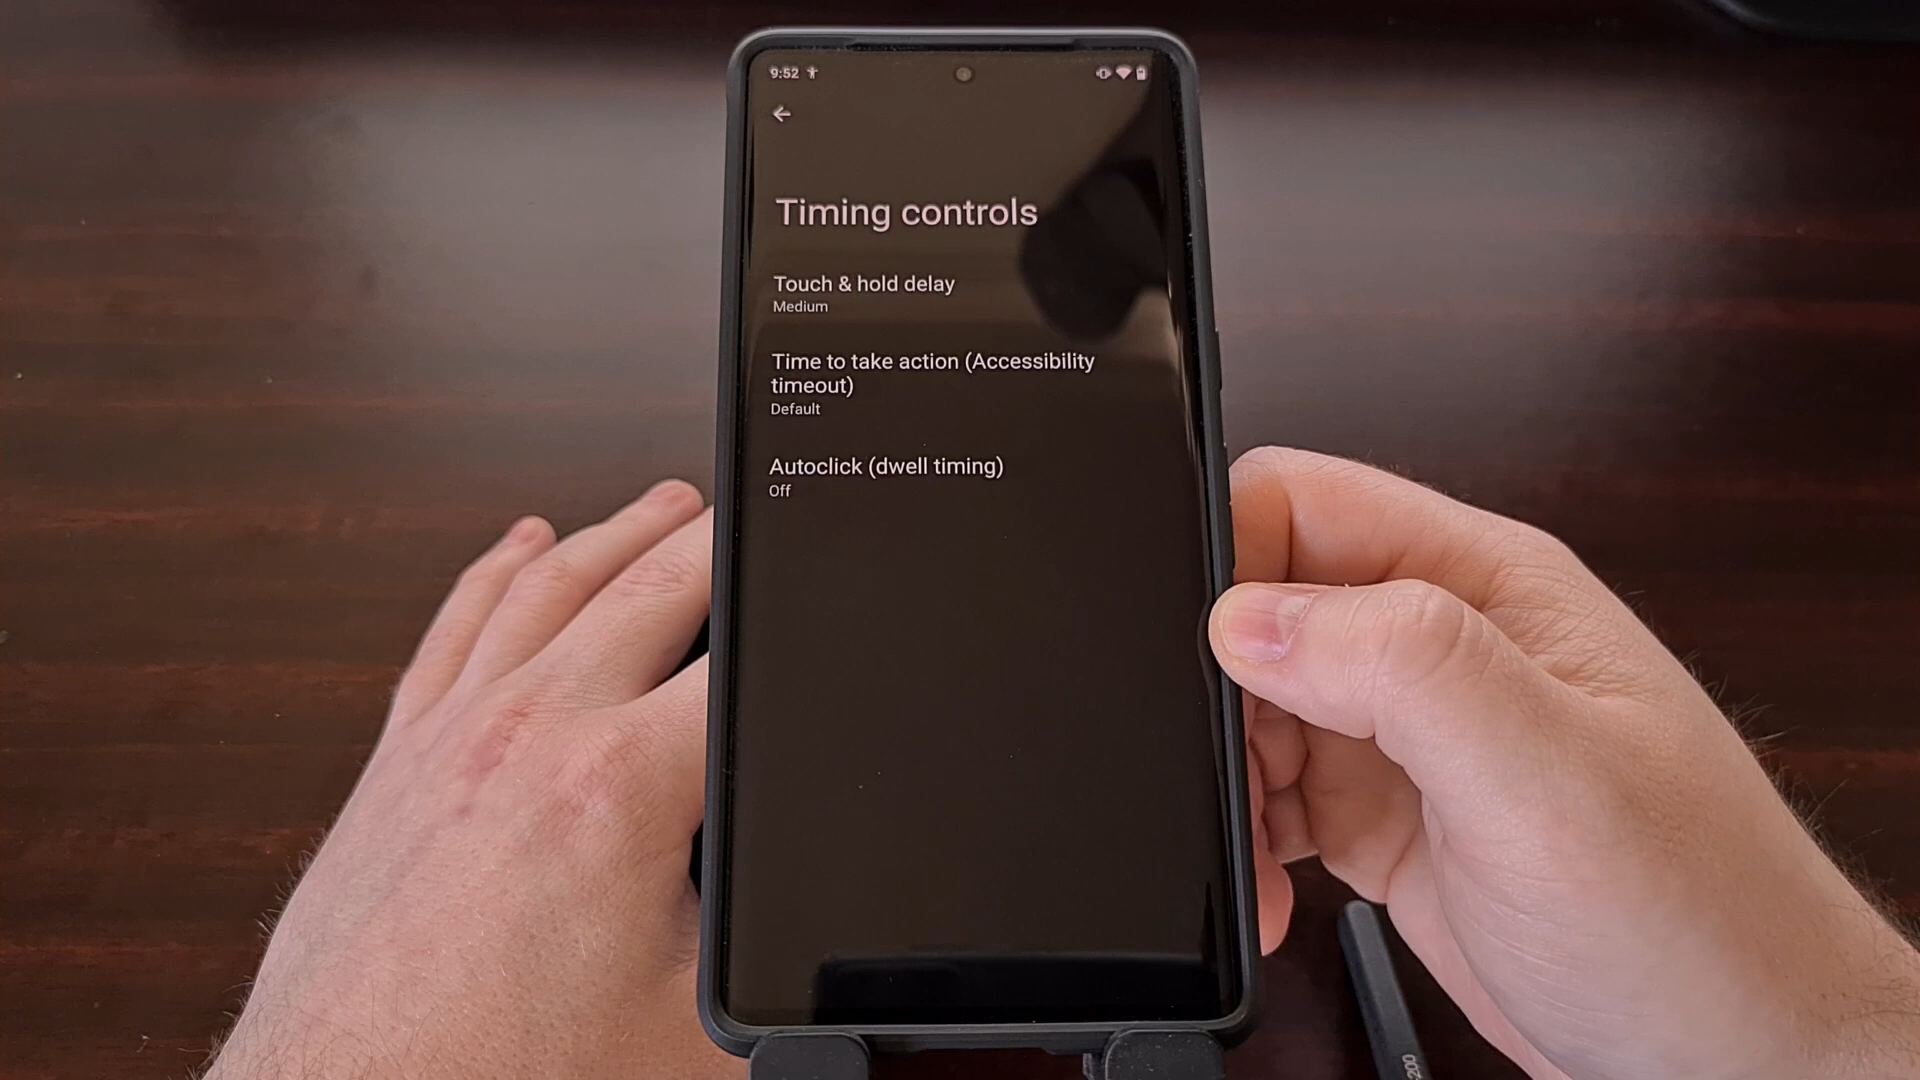 9:52
Timing controls
Touch & hold delay
Medium
Time to take action (Accessibility
timeout)
Default
Autoclick (dwell timing)
Off
-200